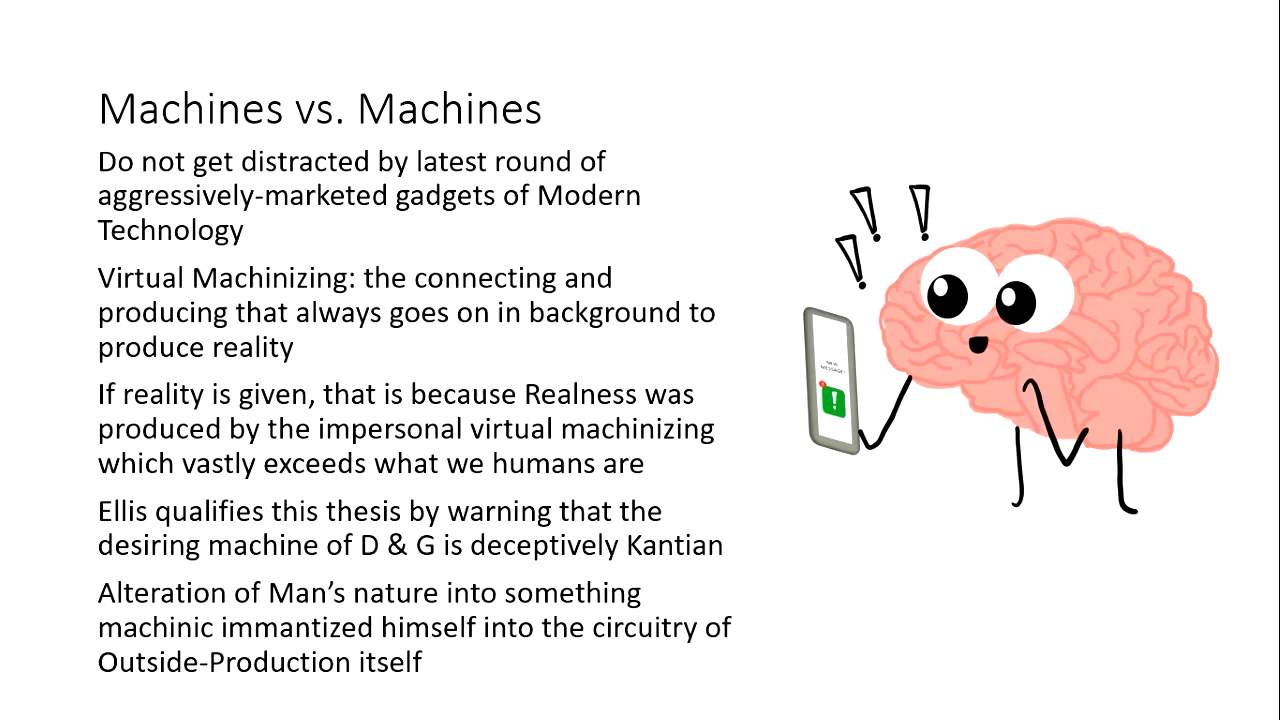 Machines vs. Machines
Do not get distracted by latest round of
aggressively-marketed gadgets of Modern
Technology
Virtual Machinizing: the connecting and
producing that always goes on in background to
produce reality
If reality is given, that is because Realness was
produced by the impersonal virtual machinizing
which vastly exceeds what we humans are
Ellis qualifies this thesis by warning that the
desiring machine of D & G is deceptively Kantian
Alteration of Man’s nature into something
machinic immantized himself into the circuitry of
Outside-Production itself
NEW
MESSAGE!
!